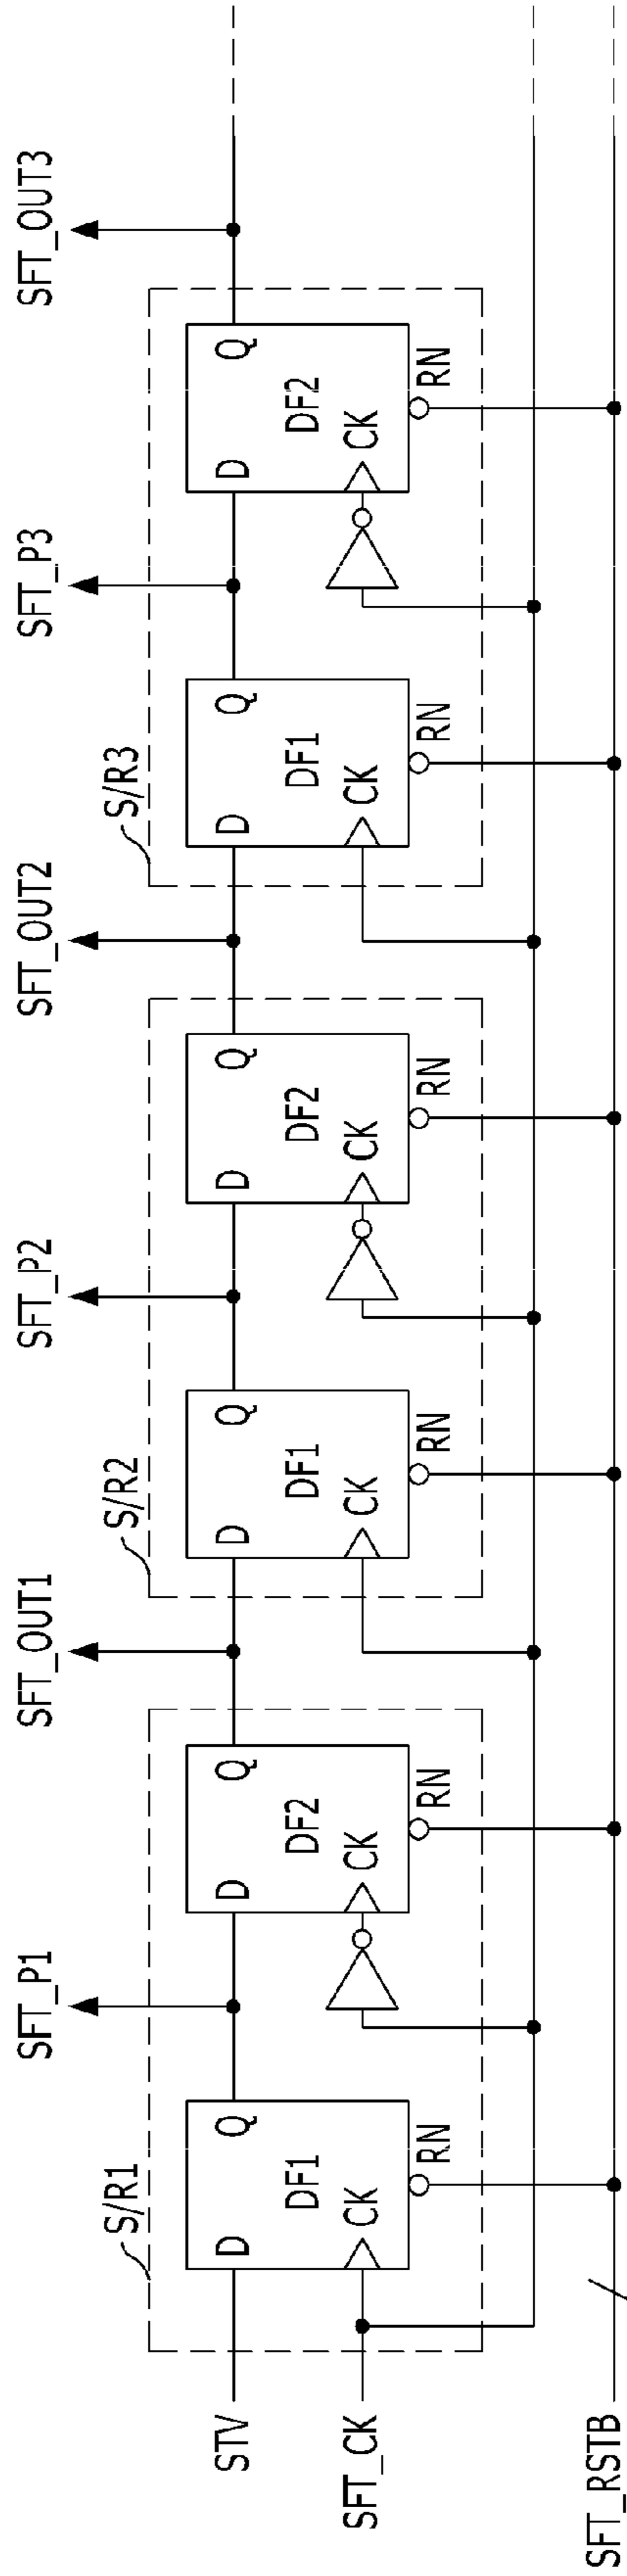 SFT_P1
SFT_OUT1
SFT_P2
SFT_OUT2
SFT_P3
SFT_OUT3
S/R1
S/R2
S/R3
STV
D
Q
D
Q
D
Q
D
Q
D
Q
D
Q
DF1
DF2
DF1
DF2
DF1
DF2
SFT_CK
CK
CK
CK
CK
CK
CK
RN
RN
RN
RN
RN
RN
SFT_RSTB